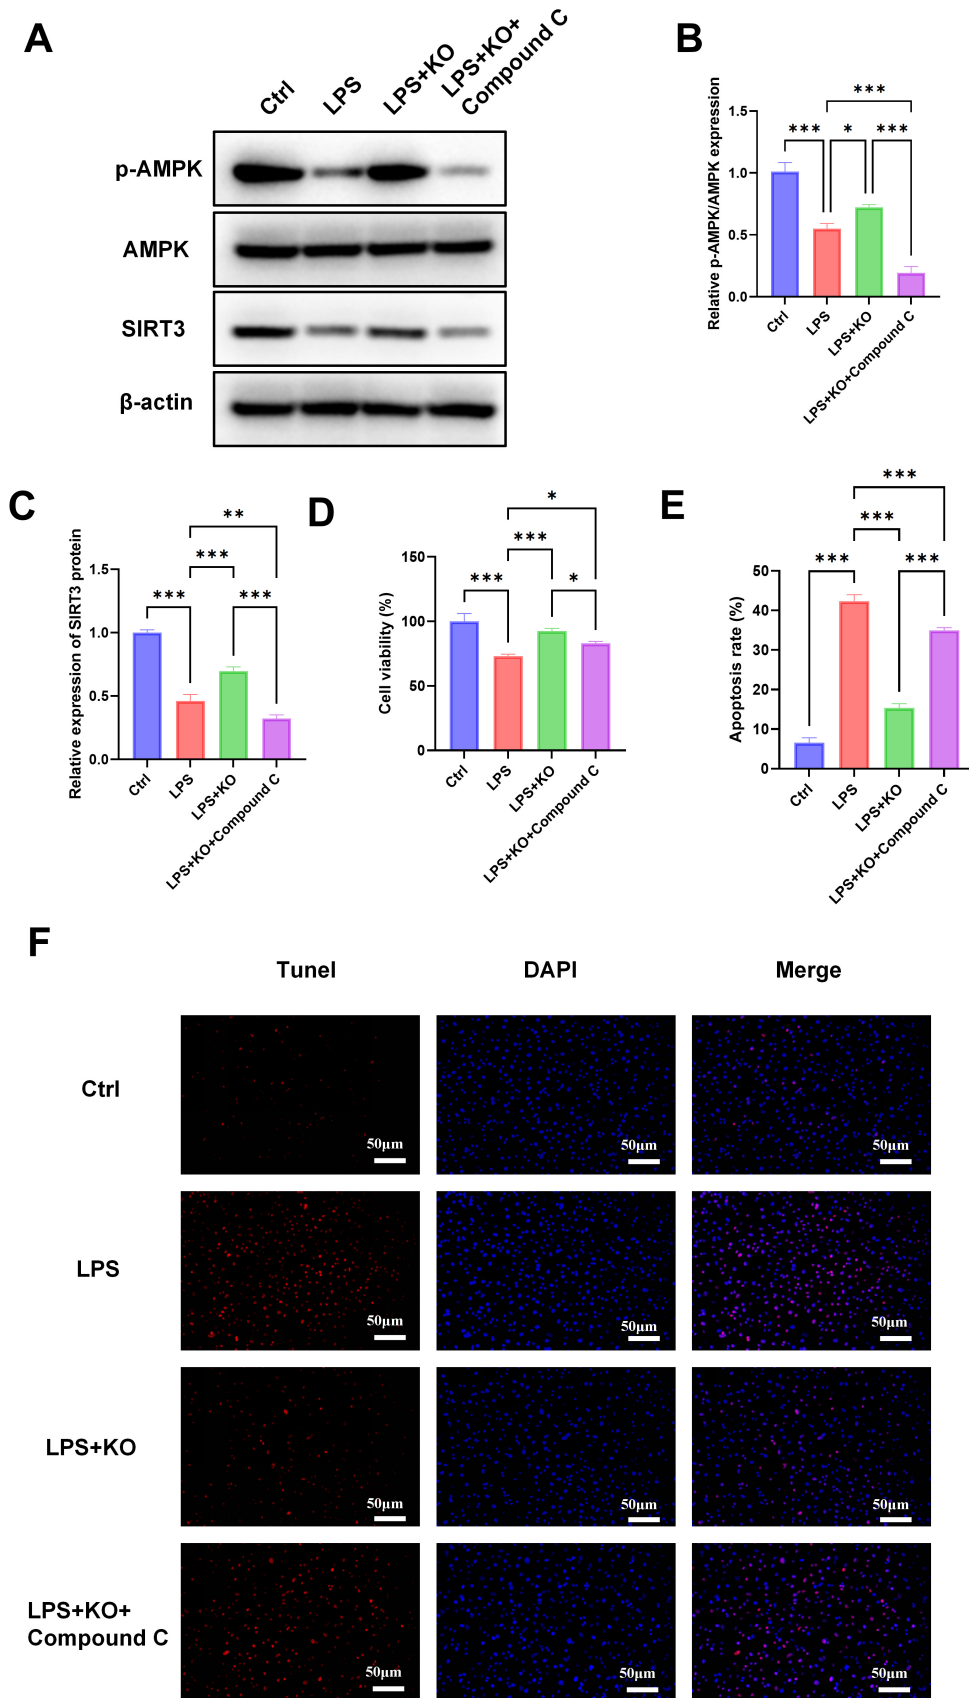 A
Ctrl
LPS
LPS+KO
LPS+KO+
Compound C
p-AMPK
AMPK
SIRT3
β-actin
B
Relative p-AMPK/AMPK expression
1.5
1.0
0.5
0.0
***
***
*
***
Ctrl
LPS
LPS+KO
LPS+KO+Compound C
C
Relative expression of SIRT3 protein
1.5
1.0
0.5
0.0
**
***
***
***
Ctrl
LPS
LPS+KO
LPS+KO+Compound C
D
Cell viability (%)
150
100
50
0
*
***
***
*
Ctrl
LPS
LPS+KO
LPS+KO+Compound C
E
Apoptosis rate (%)
50
40
30
20
10
0
***
***
***
***
Ctrl
LPS
LPS+KO
LPS+KO+Compound C
F
Tunel
DAPI
Merge
Ctrl
50μm
50μm
50μm
LPS
50μm
50μm
50μm
LPS+KO
50μm
50μm
50μm
LPS+KO+
Compound C
50μm
50μm
50μm